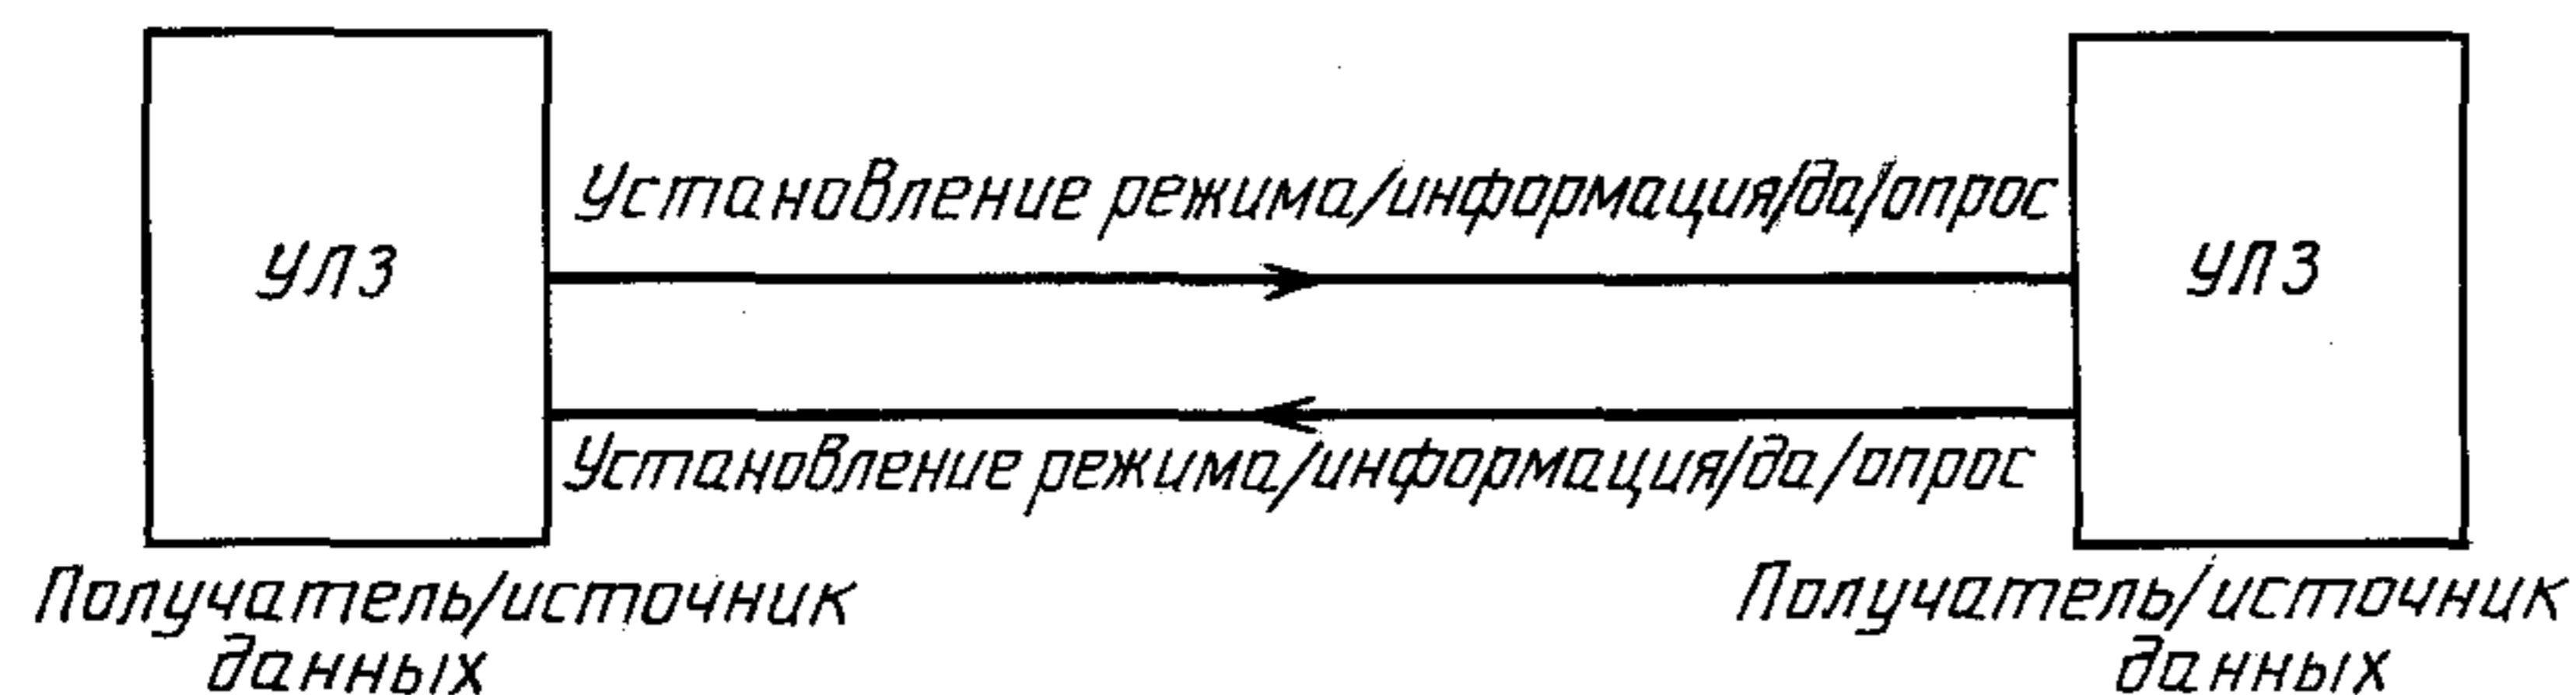 Установление режима/информация/да/опрос
УЛЗ
УЛЗ
Установление режима/информация/да/опрос
Получатель/источник
данных
Получатель/источник
данных